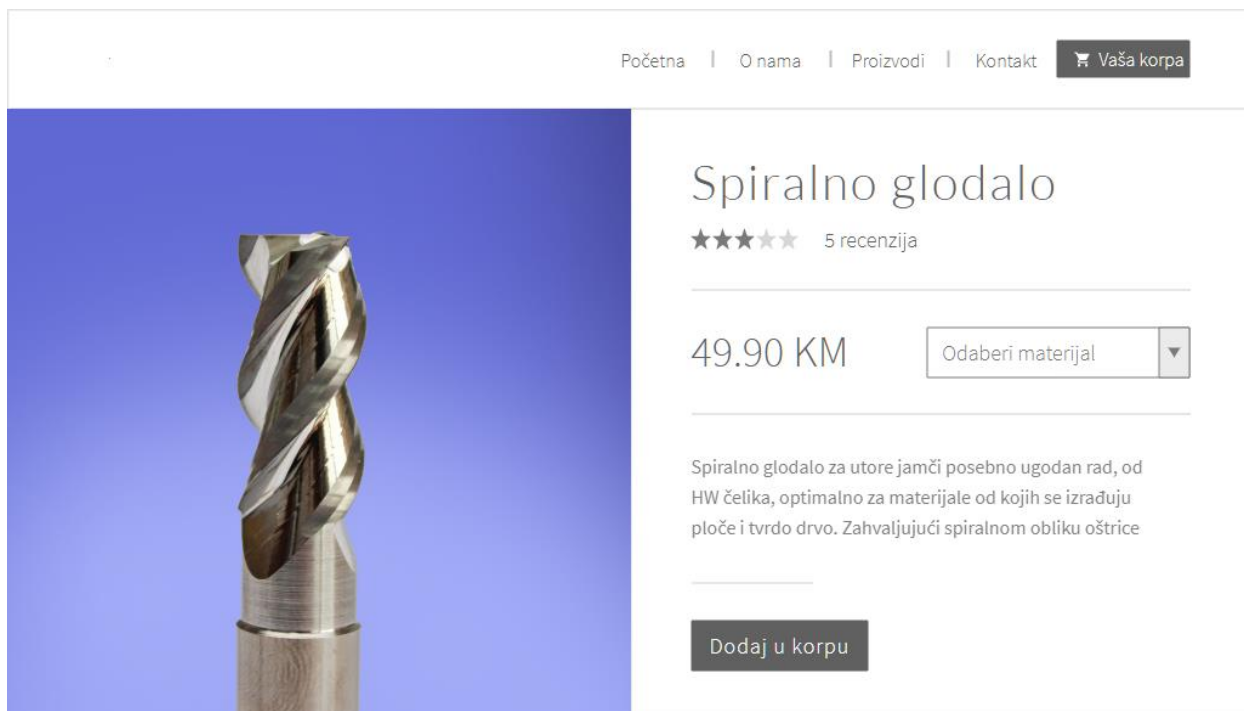 Početna | O nama | Proizvodi | Kontakt Vaša korpa
Spiralno glodalo
5 recenzija
49.90 KM Odaberi materijal
Spiralno glodalo za utore jamči posebno ugodan rad, od
HW čelika, optimalno za materijale od kojih se izrađuju
ploče i tvrdo drvo. Zahvaljujući spiralnom obliku oštrice
Dodaj u korpu